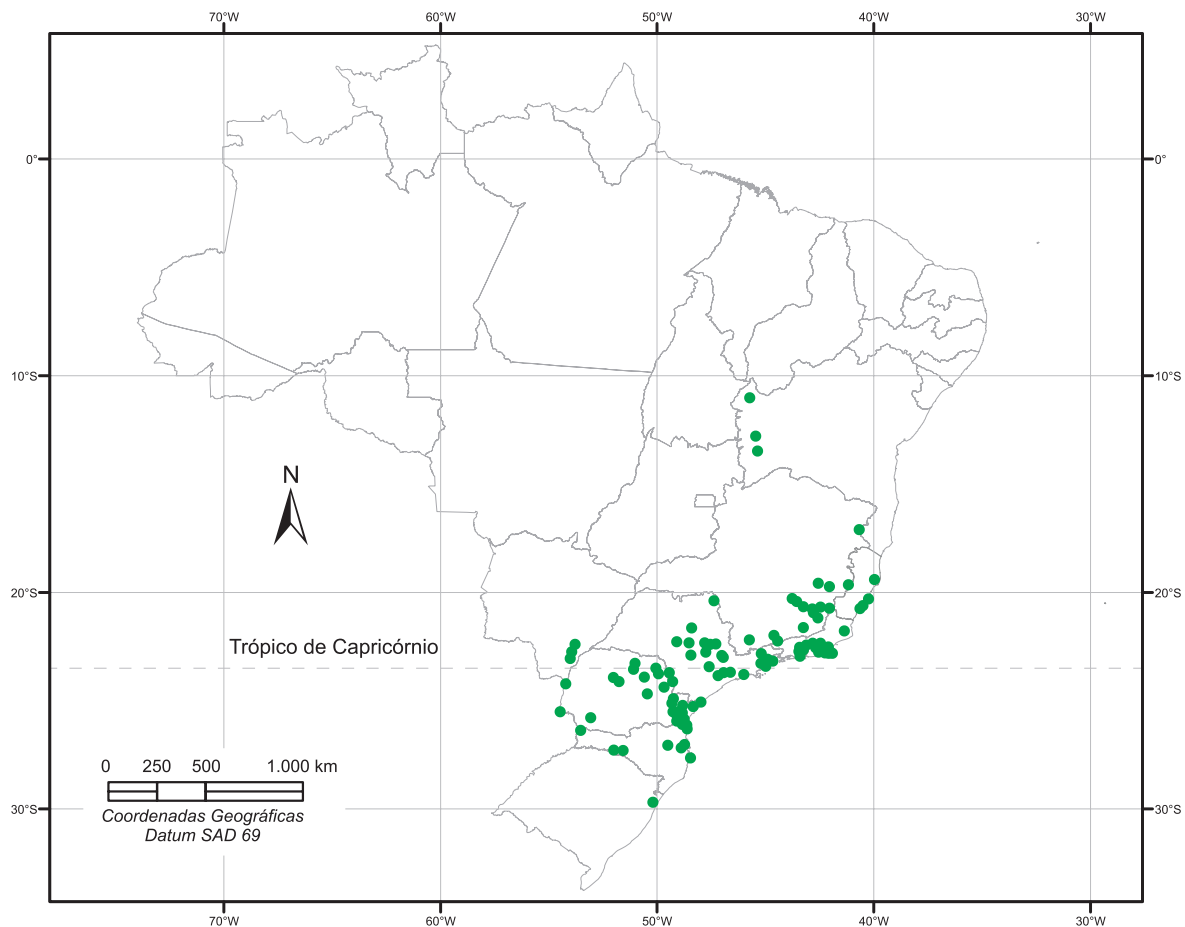 70°W 60°W 50°W 40°W 30°W
0° 0°
10°S 10°S
N
20°S 20°S
Trópico de Capricórnio
0 250 500 1.000 km
30°S 30°S
Coordenadas Geográficas
Datum SAD 69
70°W 60°W 50°W 40°W 30°W